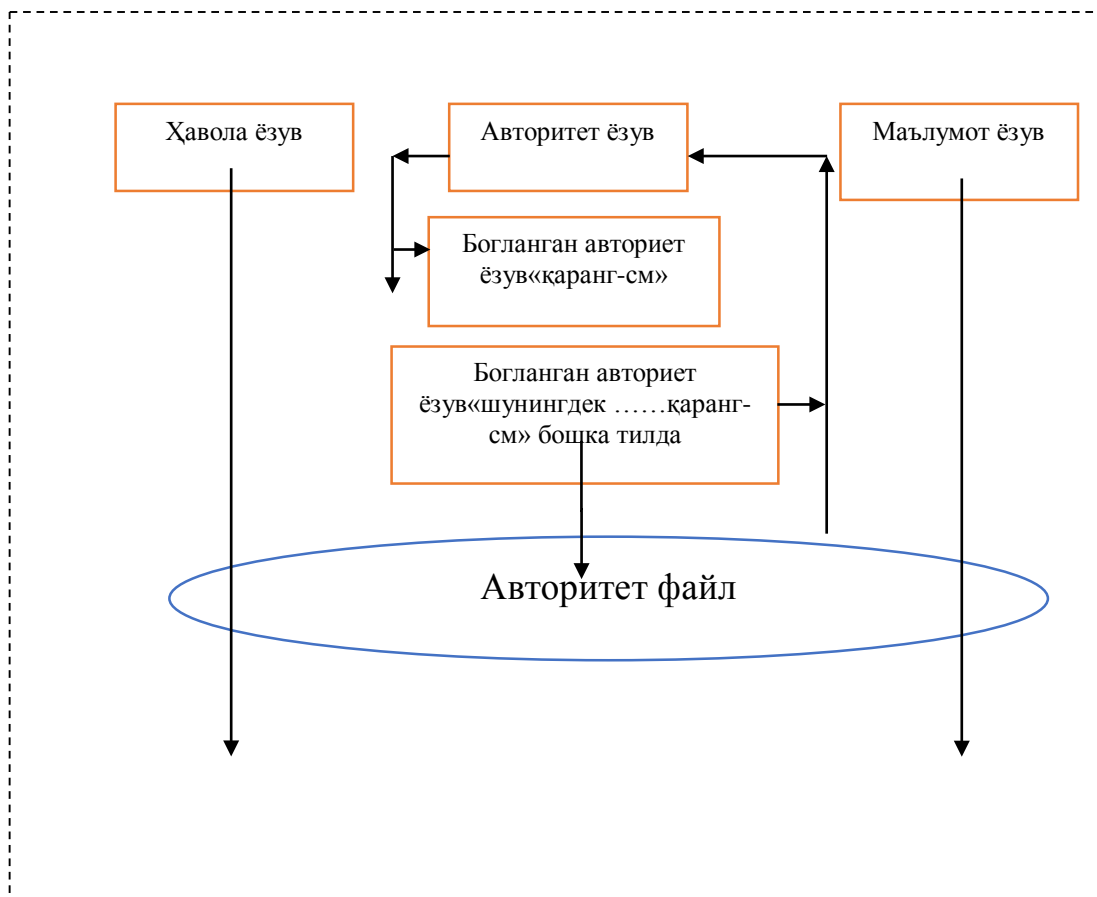 Ҳавола ёзув
Авторитет ёзув
Маълумот ёзув
Богланган авториет
ёзув«қаранг-см»
Богланган авториет
ёзув«шунингдек ……қаранг-
см» бошка тилда
Авторитет файл